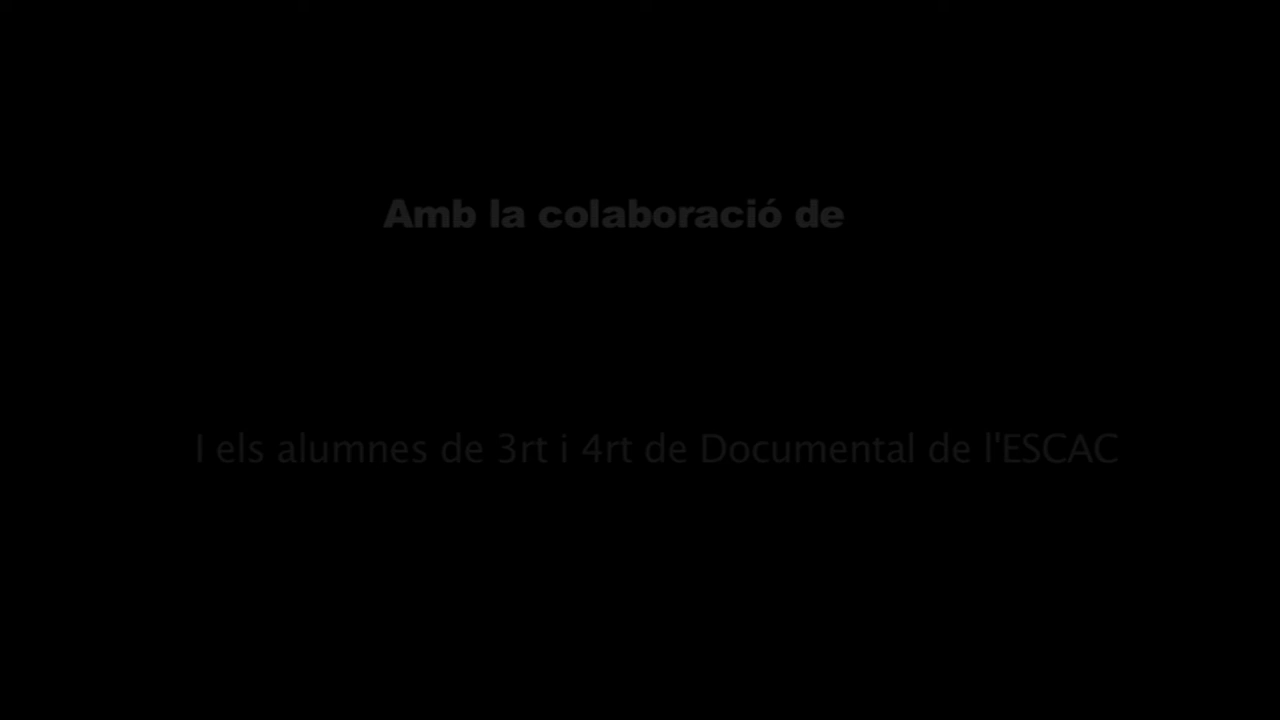 Amb la colaboració de
I els alumnes de 3rt i 4rt de Documental de l'ESCAC